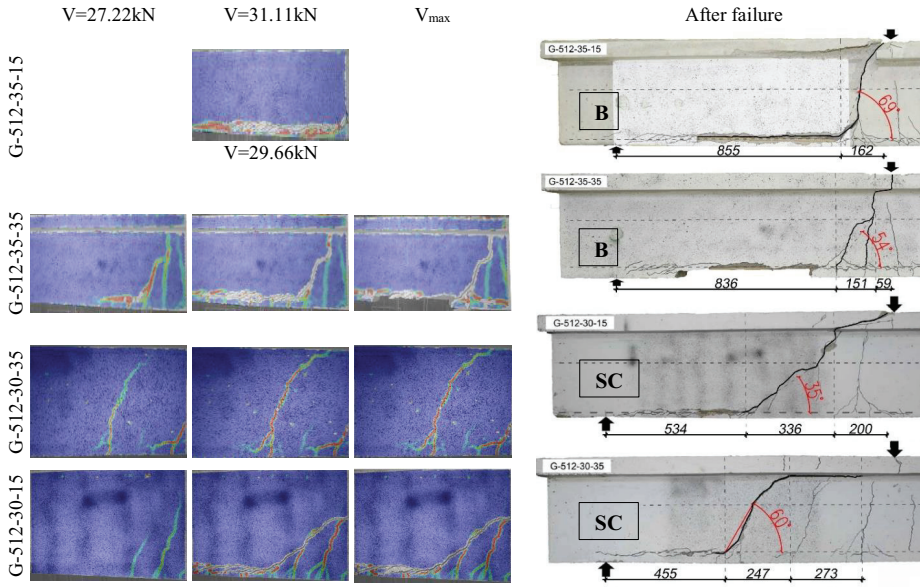 V=27.22kN V=31.11kN V_max After failure
G-512-35-15
V=29.66kN
G-512-35-15
B
69°
855 162
G-512-35-35
G-512-35-35
B
54°
836 151 59
G-512-30-35
G-512-30-15
SC
35°
534 336 200
G-512-30-15
G-512-30-35
SC
60°
455 247 273